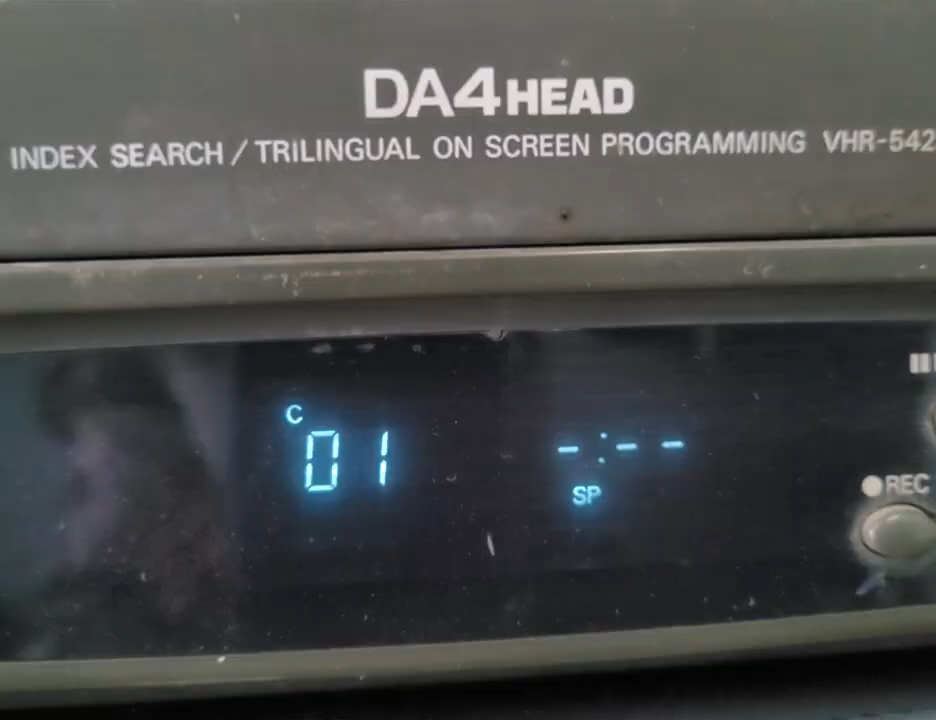 DA4HEAD
INDEX SEARCH / TRILINGUAL ON SCREEN PROGRAMMING VHR-542
C
01 -:--
SP
REC